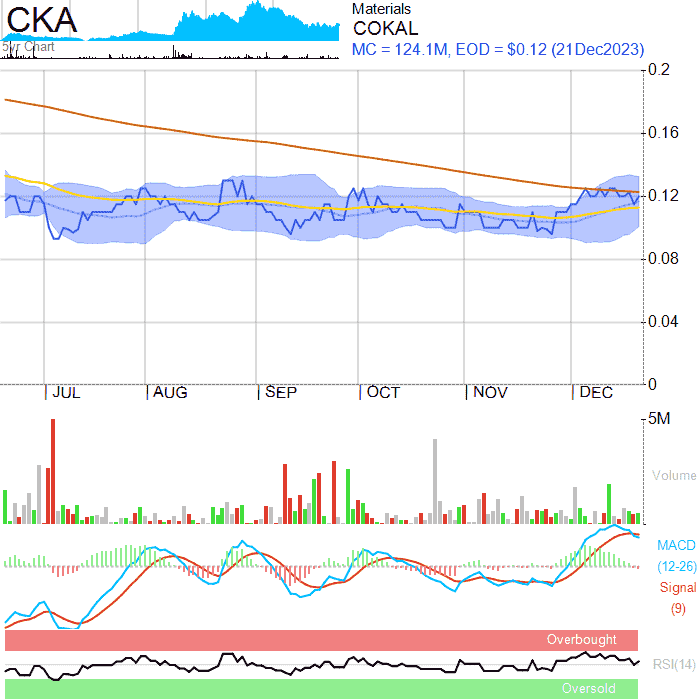 CKA
5yr Chart
Materials
COKAL
MC = 124.1M, EOD = $0.12 (21Dec2023)
0.2
0.16
0.12
0.08
0.04
0
JUL AUG SEP OCT NOV DEC
5M
Volume
MACD
(12-26)
Signal
(9)
Overbought
RSI(14)
Oversold